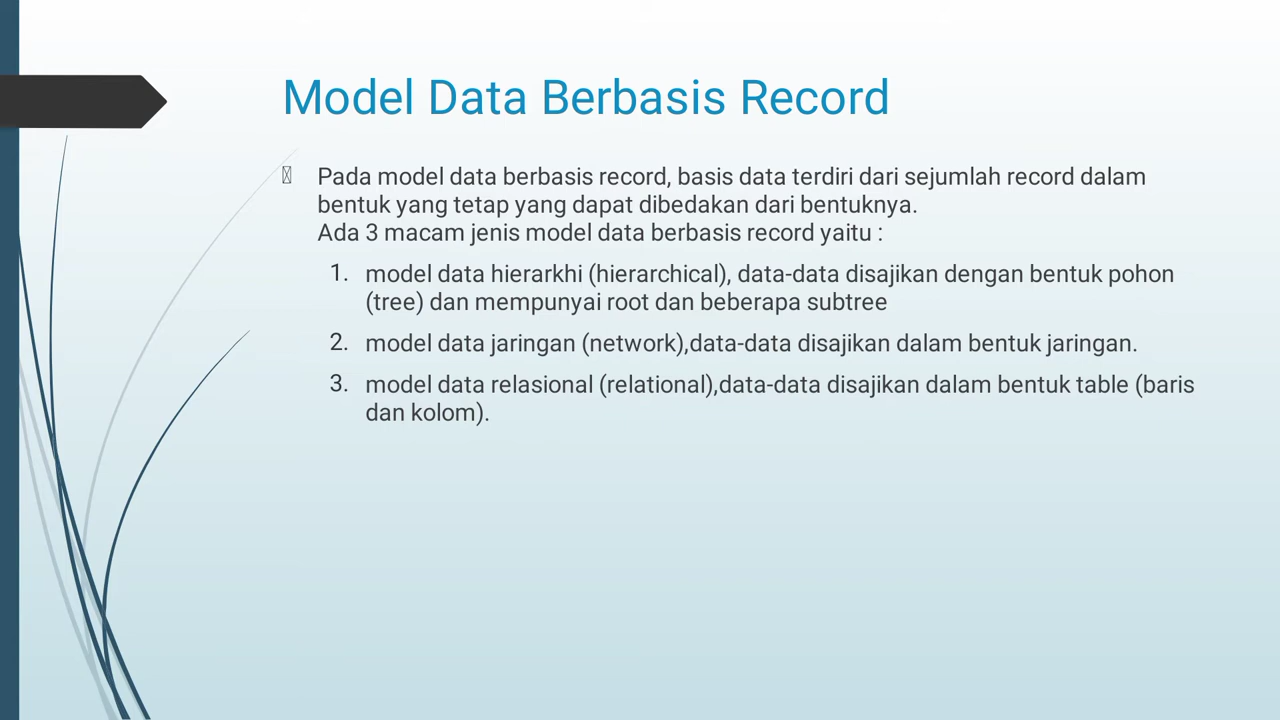 Model Data Berbasis Record
Pada model data berbasis record, basis data terdiri dari sejumlah record dalam
bentuk yang tetap yang dapat dibedakan dari bentuknya.
Ada 3 macam jenis model data berbasis record yaitu :
1. model data hierarkhi (hierarchical), data-data disajikan dengan bentuk pohon
(tree) dan mempunyai root dan beberapa subtree
2. model data jaringan (network),data-data disajikan dalam bentuk jaringan.
3. model data relasional (relational),data-data disajikan dalam bentuk table (baris
dan kolom).